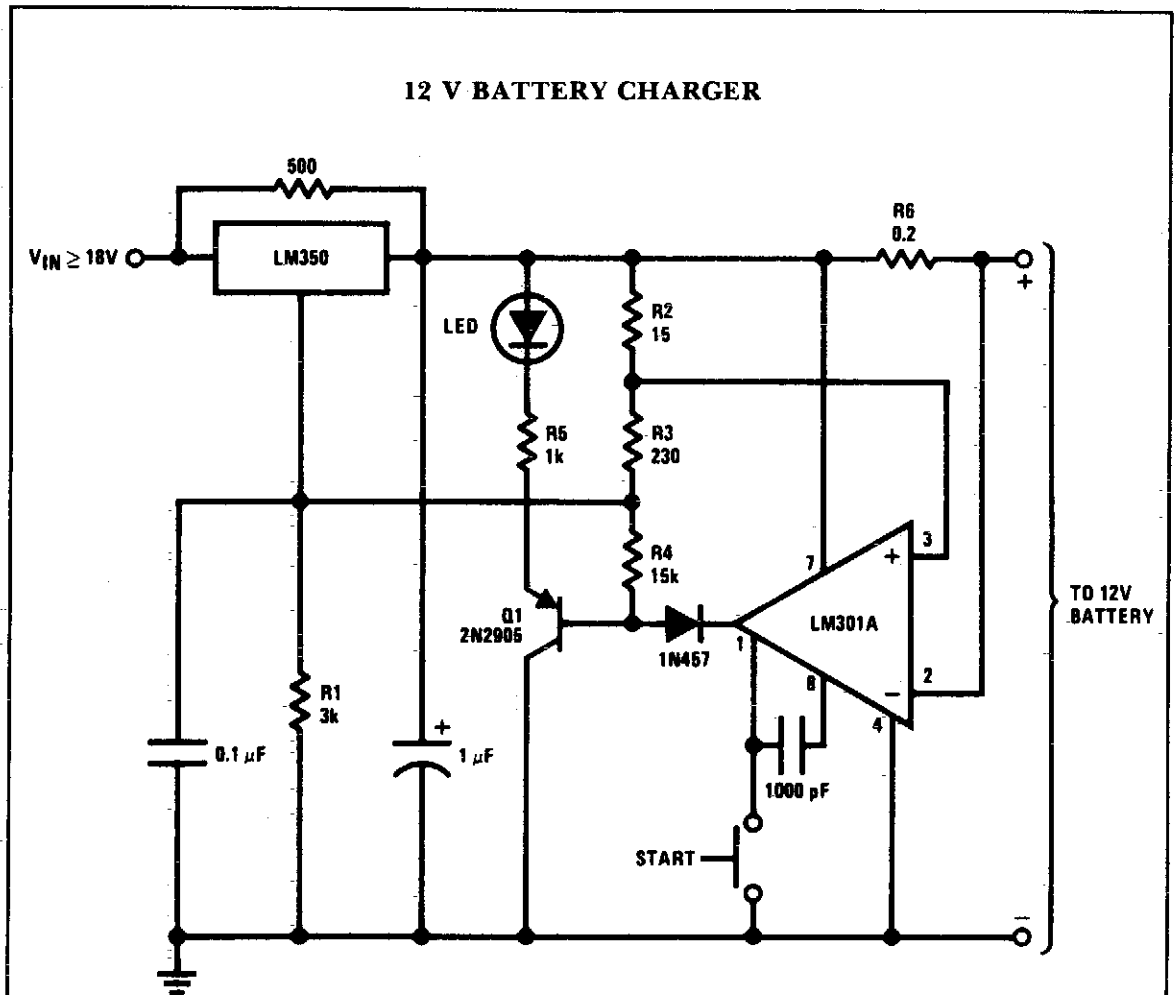 12 V BATTERY CHARGER
500
R6
0.2
VIN ≥ 18V
LM350
+
LED
R2
15
R5
1k
R3
230
R4
15k
7
+
3
TO 12V
BATTERY
Q1
2N2905
1N457
1
LM301A
8
−
2
4
R1
3k
0.1 µF
+
1 µF
1000 pF
START
−